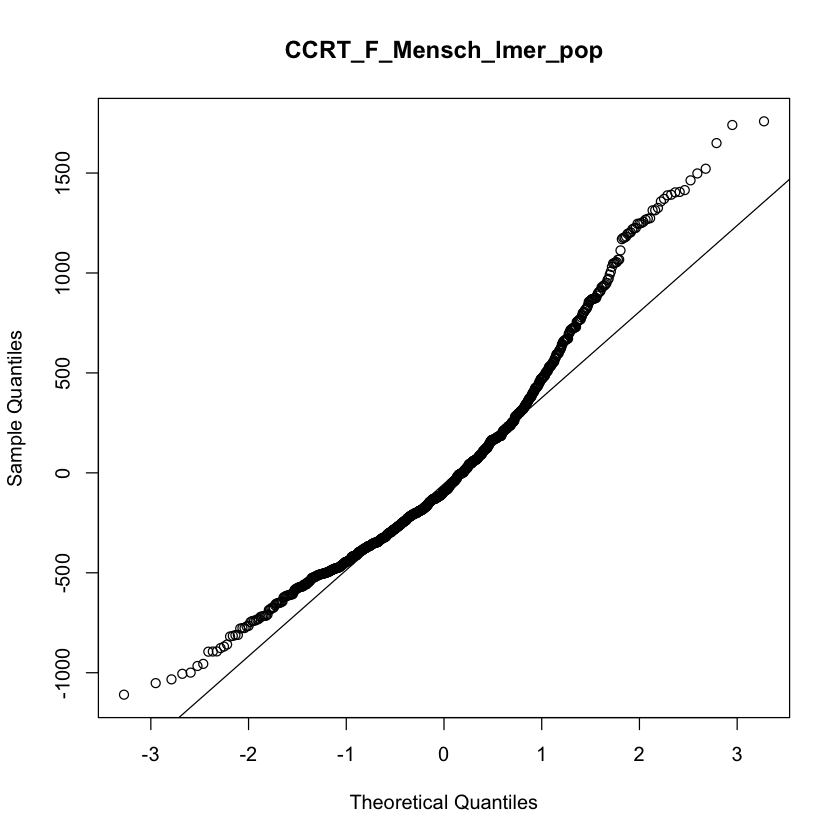 CCRT_F_Mensch_lmer_pop
1500
1000
500
0
-500
-1000
Sample Quantiles
-3 -2 -1 0 1 2 3
Theoretical Quantiles